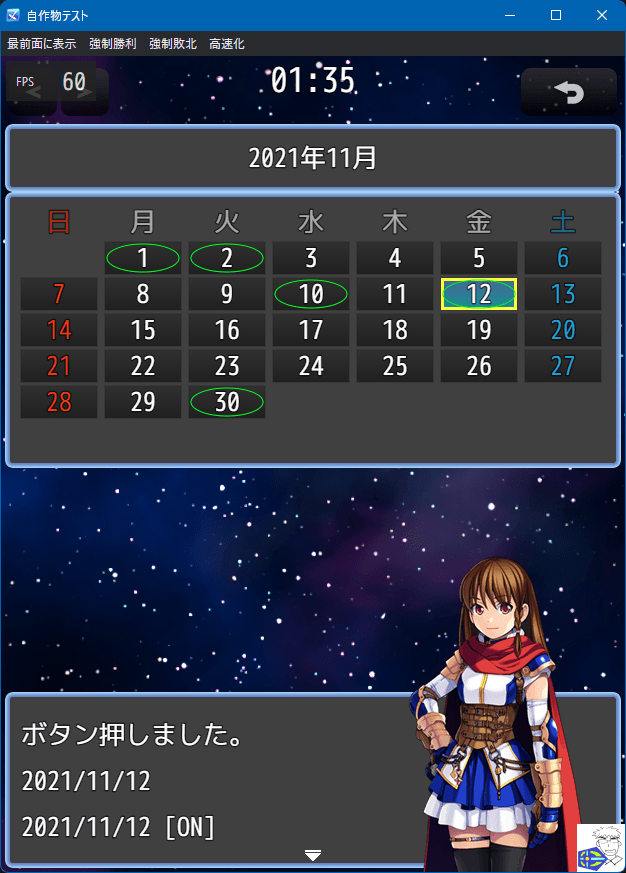 自作物テスト
最前面に表示 強制勝利 強制敗北 高速化
FPS 60
01:35
2021年11月
日 月 火 水 木 金 土
1 2 3 4 5 6
7 8 9 10 11 12 13
14 15 16 17 18 19 20
21 22 23 24 25 26 27
28 29 30
ボタン押しました。
2021/11/12
2021/11/12 [ON]